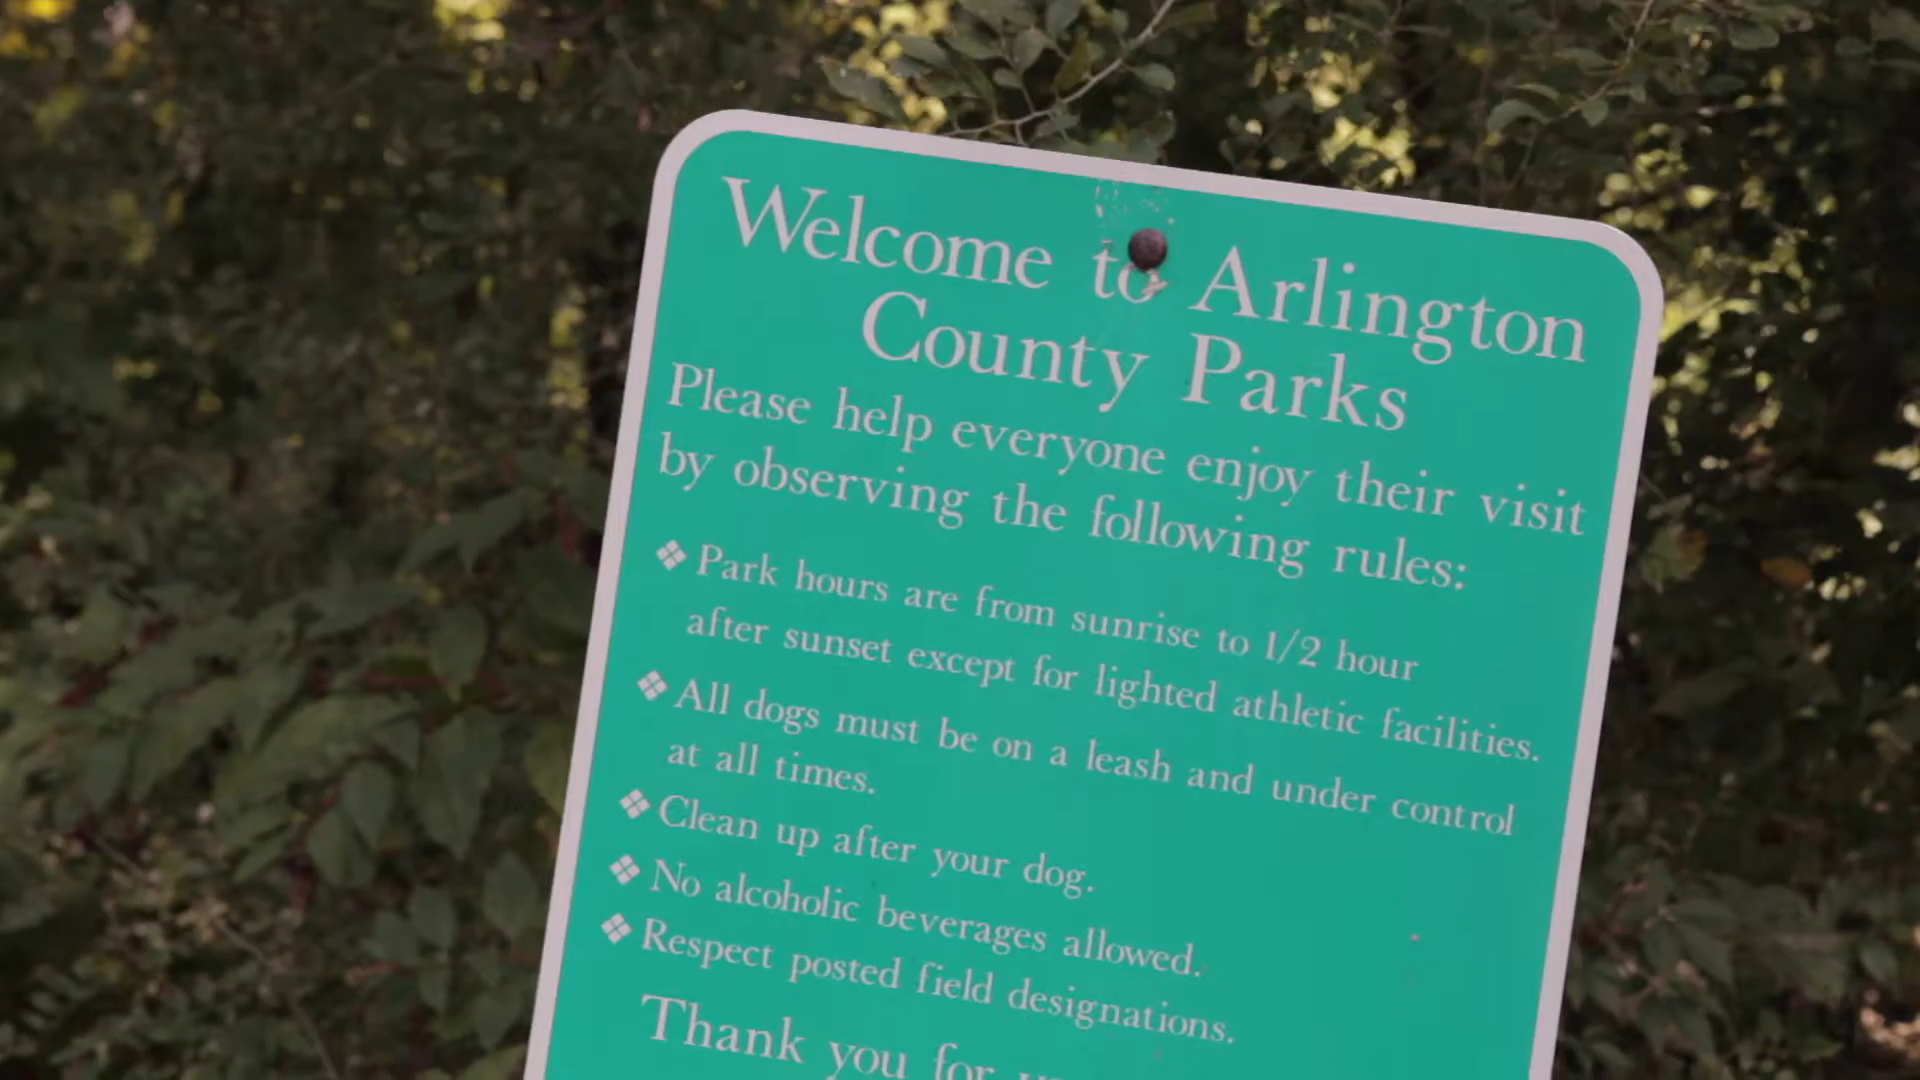 Welcome to Arlington
County Parks
Please help everyone enjoy their visit
by observing the following rules:
❖ Park hours are from sunrise to 1/2 hour
after sunset except for lighted athletic facilities.
❖ All dogs must be on a leash and under control
at all times.
❖ Clean up after your dog.
❖ No alcoholic beverages allowed.
❖ Respect posted field designations.
Thank you for